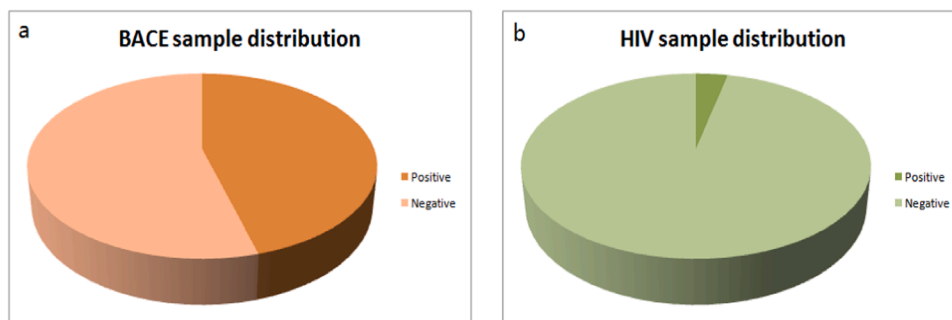 a
BACE sample distribution
Positive
Negative
b
HIV sample distribution
Positive
Negative